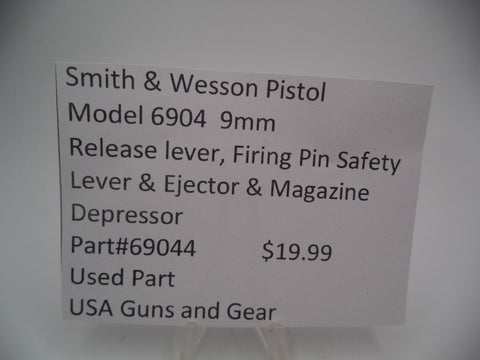 Smith & Wesson Pistol
Model 6904 9mm
Release lever, Firing Pin Safety
Lever & Ejector & Magazine
Depressor
Part#69044 $19.99
Used Part
USA Guns and Gear